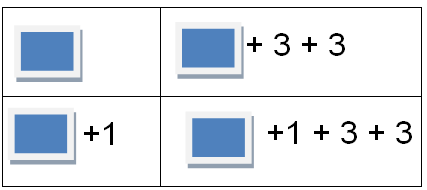 + 3 + 3
+1
+1 + 3 + 3